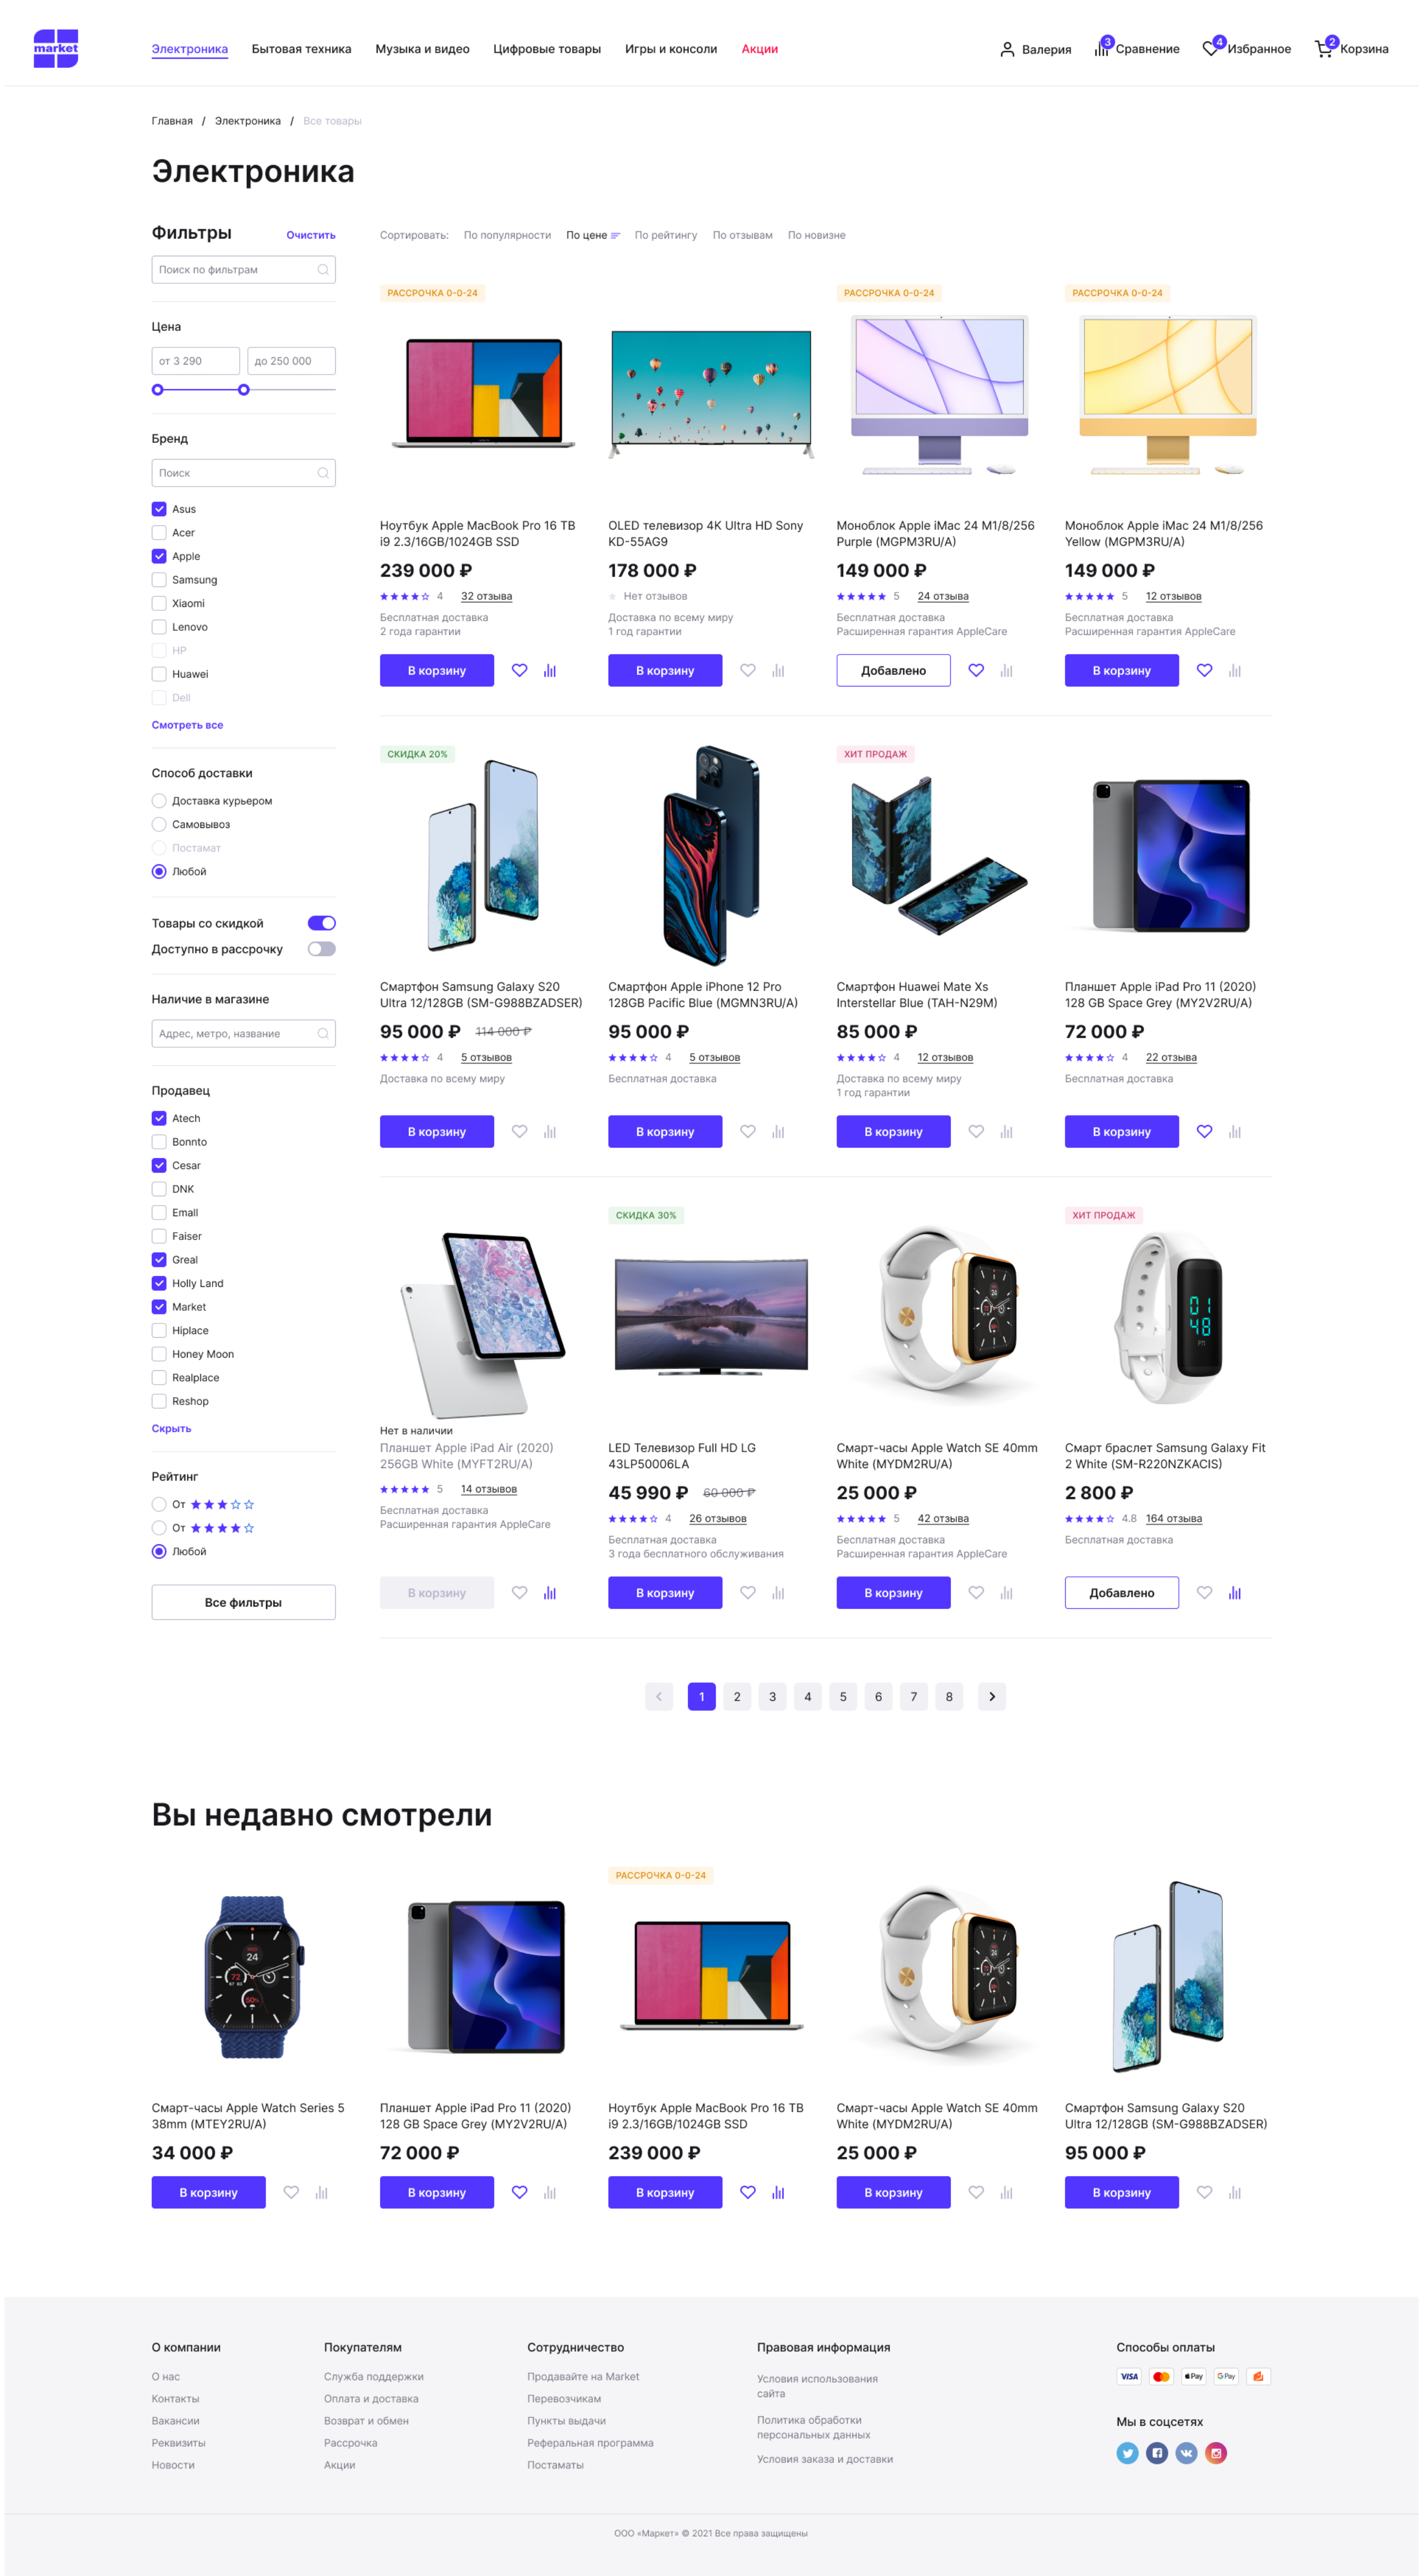 market
Электроника
Бытовая техника
Музыка и видео
Цифровые товары
Игры и консоли
Акции
Валерия
3
Сравнение
4
Избранное
2
Корзина
Главная / Электроника / Все товары
Электроника
Фильтры
Очистить
Поиск по фильтрам
Цена
от 3 290
до 250 000
Бренд
Поиск
Asus
Acer
Apple
Samsung
Xiaomi
Lenovo
HP
Huawei
Dell
Смотреть все
Способ доставки
Доставка курьером
Самовывоз
Постамат
Любой
Товары со скидкой
Доступно в рассрочку
Наличие в магазине
Адрес, метро, название
Продавец
Atech
Bonnto
Cesar
DNK
Emall
Faiser
Greal
Holly Land
Market
Hiplace
Honey Moon
Realplace
Reshop
Скрыть
Рейтинг
От
От
Любой
Все фильтры
Сортировать:
По популярности
По цене
По рейтингу
По отзывам
По новизне
РАССРОЧКА 0-0-24
Ноутбук Apple MacBook Pro 16 TB
i9 2.3/16GB/1024GB SSD
239 000 ₽
4 32 отзыва
Бесплатная доставка
2 года гарантии
В корзину
OLED телевизор 4K Ultra HD Sony
KD-55AG9
178 000 ₽
Нет отзывов
Доставка по всему миру
1 год гарантии
В корзину
РАССРОЧКА 0-0-24
Моноблок Apple iMac 24 M1/8/256
Purple (MGPM3RU/A)
149 000 ₽
5 24 отзыва
Бесплатная доставка
Расширенная гарантия AppleCare
Добавлено
РАССРОЧКА 0-0-24
Моноблок Apple iMac 24 M1/8/256
Yellow (MGPM3RU/A)
149 000 ₽
5 12 отзывов
Бесплатная доставка
Расширенная гарантия AppleCare
В корзину
СКИДКА 20%
Смартфон Samsung Galaxy S20
Ultra 12/128GB (SM-G988BZADSER)
95 000 ₽ 114 000 ₽
4 5 отзывов
Доставка по всему миру
В корзину
Смартфон Apple iPhone 12 Pro
128GB Pacific Blue (MGMN3RU/A)
95 000 ₽
4 5 отзывов
Бесплатная доставка
В корзину
ХИТ ПРОДАЖ
Смартфон Huawei Mate Xs
Interstellar Blue (TAH-N29M)
85 000 ₽
4 12 отзывов
Доставка по всему миру
1 год гарантии
В корзину
Планшет Apple iPad Pro 11 (2020)
128 GB Space Grey (MY2V2RU/A)
72 000 ₽
4 22 отзыва
Бесплатная доставка
В корзину
Нет в наличии
Планшет Apple iPad Air (2020)
256GB White (MYFT2RU/A)
5 14 отзывов
Бесплатная доставка
Расширенная гарантия AppleCare
В корзину
СКИДКА 30%
LED Телевизор Full HD LG
43LP50006LA
45 990 ₽ 60 000 ₽
4 26 отзывов
Бесплатная доставка
3 года бесплатного обслуживания
В корзину
24
Смарт-часы Apple Watch SE 40mm
White (MYDM2RU/A)
25 000 ₽
5 42 отзыва
Бесплатная доставка
Расширенная гарантия AppleCare
В корзину
ХИТ ПРОДАЖ
01
48
Смарт браслет Samsung Galaxy Fit
2 White (SM-R220NZKACIS)
2 800 ₽
4.8 164 отзыва
Бесплатная доставка
Добавлено
1 2 3 4 5 6 7 8
Вы недавно смотрели
24
72
50%
Смарт-часы Apple Watch Series 5
38mm (MTEY2RU/A)
34 000 ₽
В корзину
Планшет Apple iPad Pro 11 (2020)
128 GB Space Grey (MY2V2RU/A)
72 000 ₽
В корзину
РАССРОЧКА 0-0-24
Ноутбук Apple MacBook Pro 16 TB
i9 2.3/16GB/1024GB SSD
239 000 ₽
В корзину
24
Смарт-часы Apple Watch SE 40mm
White (MYDM2RU/A)
25 000 ₽
В корзину
Смартфон Samsung Galaxy S20
Ultra 12/128GB (SM-G988BZADSER)
95 000 ₽
В корзину
О компании
О нас
Контакты
Вакансии
Реквизиты
Новости
Покупателям
Служба поддержки
Оплата и доставка
Возврат и обмен
Рассрочка
Акции
Сотрудничество
Продавайте на Market
Перевозчикам
Пункты выдачи
Реферальная программа
Постаматы
Правовая информация
Условия использования
сайта
Политика обработки
персональных данных
Условия заказа и доставки
Способы оплаты
VISA
Pay
G Pay
Мы в соцсетях
ООО «Маркет» © 2021 Все права защищены